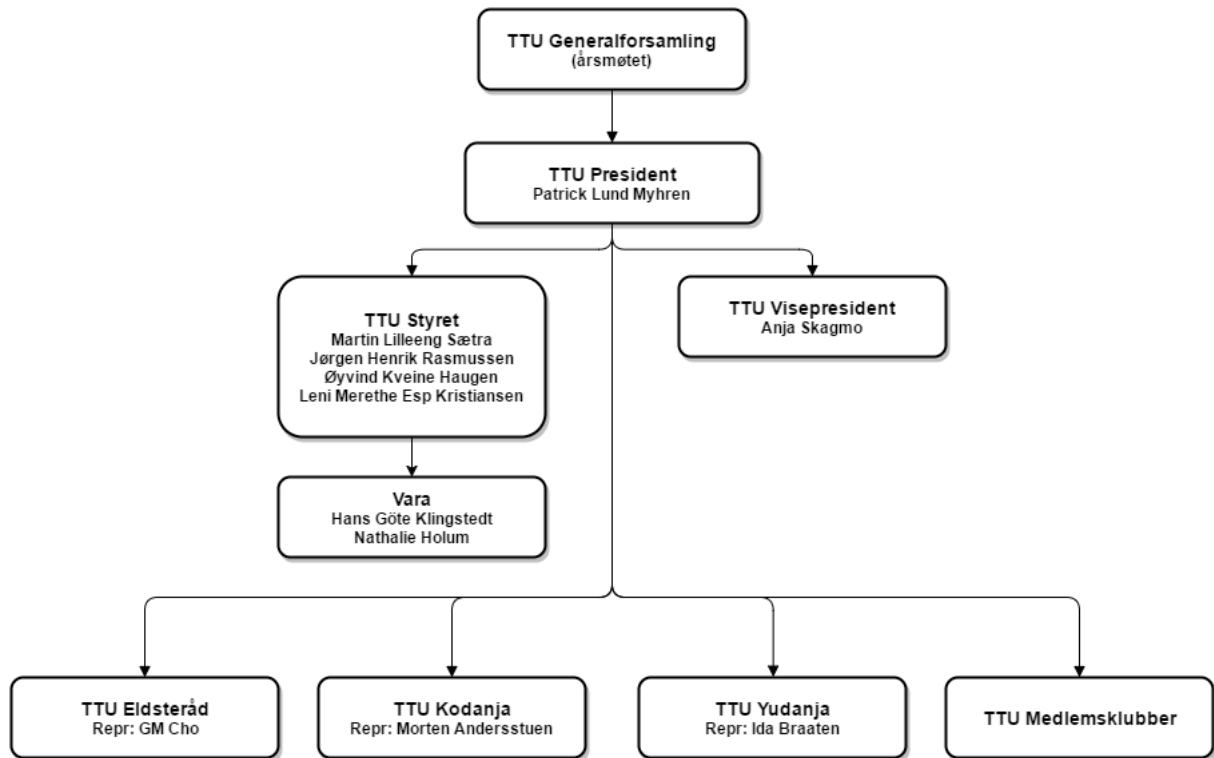 TTU Generalforsamling
(årsmøtet)
TTU President
Patrick Lund Myhren
TTU Styret
Martin Lilleeng Sætra
Jørgen Henrik Rasmussen
Øyvind Kveine Haugen
Leni Merethe Esp Kristiansen
TTU Visepresident
Anja Skagmo
Vara
Hans Göte Klingstedt
Nathalie Holum
TTU Eldsteråd
Repr: GM Cho
TTU Kodanja
Repr: Morten Andersstuen
TTU Yudanja
Repr: Ida Braaten
TTU Medlemsklubber